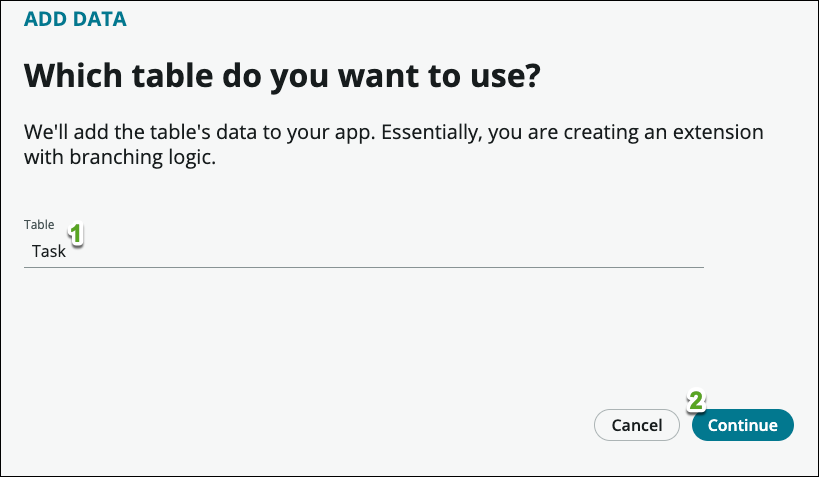 ADD DATA
Which table do you want to use?
We'll add the table's data to your app. Essentially, you are creating an extension
with branching logic.
Table
1
Task
2
Cancel
Continue